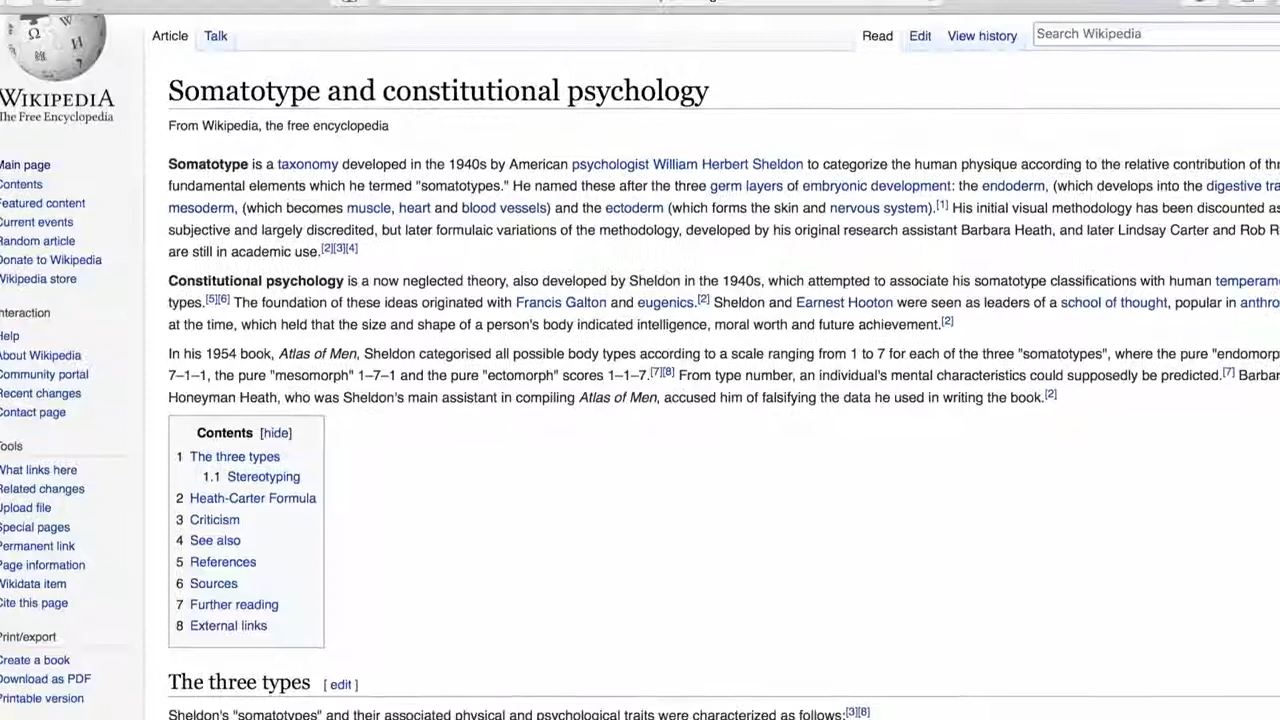 Article
Talk
Read
Edit
View history
Search Wikipedia
WIKIPEDIA
The Free Encyclopedia
Main page
Contents
Featured content
Current events
Random article
Donate to Wikipedia
Wikipedia store
Interaction
Help
About Wikipedia
Community portal
Recent changes
Contact page
Tools
What links here
Related changes
Upload file
Special pages
Permanent link
Page information
Wikidata item
Cite this page
Print/export
Create a book
Download as PDF
Printable version
Somatotype and constitutional psychology
From Wikipedia, the free encyclopedia
Somatotype is a taxonomy developed in the 1940s by American psychologist William Herbert Sheldon to categorize the human physique according to the relative contribution of
fundamental elements which he termed "somatotypes." He named these after the three germ layers of embryonic development: the endoderm, (which develops into the digestive
mesoderm, (which becomes muscle, heart and blood vessels) and the ectoderm (which forms the skin and nervous system).[1] His initial visual methodology has been discounted as
subjective and largely discredited, but later formulaic variations of the methodology, developed by his original research assistant Barbara Heath, and later Lindsay Carter and Rob
are still in academic use.[2][3][4]
Constitutional psychology is a now neglected theory, also developed by Sheldon in the 1940s, which attempted to associate his somatotype classifications with human
types.[5][6] The foundation of these ideas originated with Francis Galton and eugenics.[2] Sheldon and Earnest Hooton were seen as leaders of a school of thought, popular in
at the time, which held that the size and shape of a person's body indicated intelligence, moral worth and future achievement.[2]
In his 1954 book, Atlas of Men, Sheldon categorised all possible body types according to a scale ranging from 1 to 7 for each of the three "somatotypes", where the pure
7–1–1, the pure "mesomorph" 1–7–1 and the pure "ectomorph" scores 1–1–7.[7][8] From type number, an individual's mental characteristics could supposedly be predicted.[7]
Honeyman Heath, who was Sheldon's main assistant in compiling Atlas of Men, accused him of falsifying the data he used in writing the book.[2]
Contents [hide]
1 The three types
1.1 Stereotyping
2 Heath-Carter Formula
3 Criticism
4 See also
5 References
6 Sources
7 Further reading
8 External links
The three types [ edit ]
Sheldon's "somatotypes" and their associated physical and psychological traits were characterized as follows:[3][8]